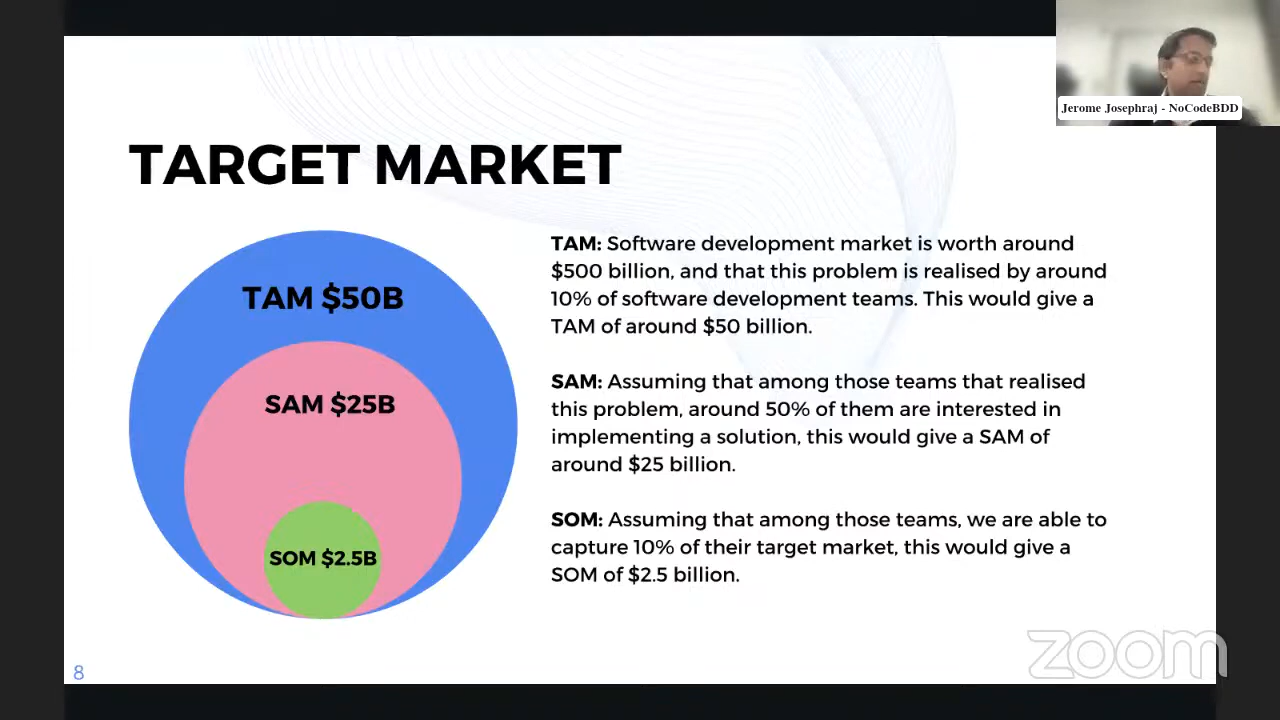 Jerome Josephraj - NoCodeBDD
TARGET MARKET
TAM $50B
SAM $25B
SOM $2.5B
TAM: Software development market is worth around
$500 billion, and that this problem is realised by around
10% of software development teams. This would give a
TAM of around $50 billion.
SAM: Assuming that among those teams that realised
this problem, around 50% of them are interested in
implementing a solution, this would give a SAM of
around $25 billion.
SOM: Assuming that among those teams, we are able to
capture 10% of their target market, this would give a
SOM of $2.5 billion.
8
zoom